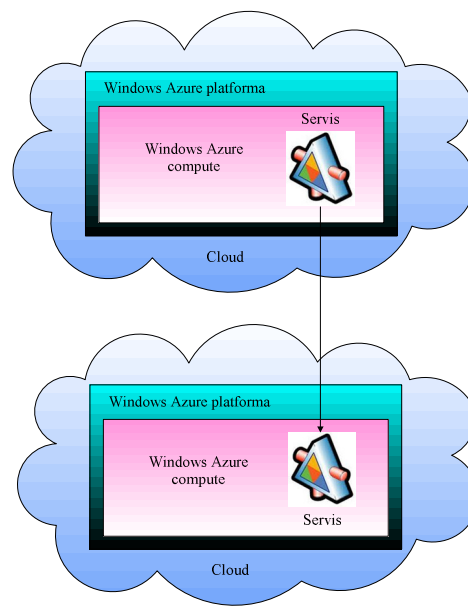 Windows Azure platforma
Servis
Windows Azure
compute
Cloud
Windows Azure platforma
Windows Azure
compute
Servis
Cloud